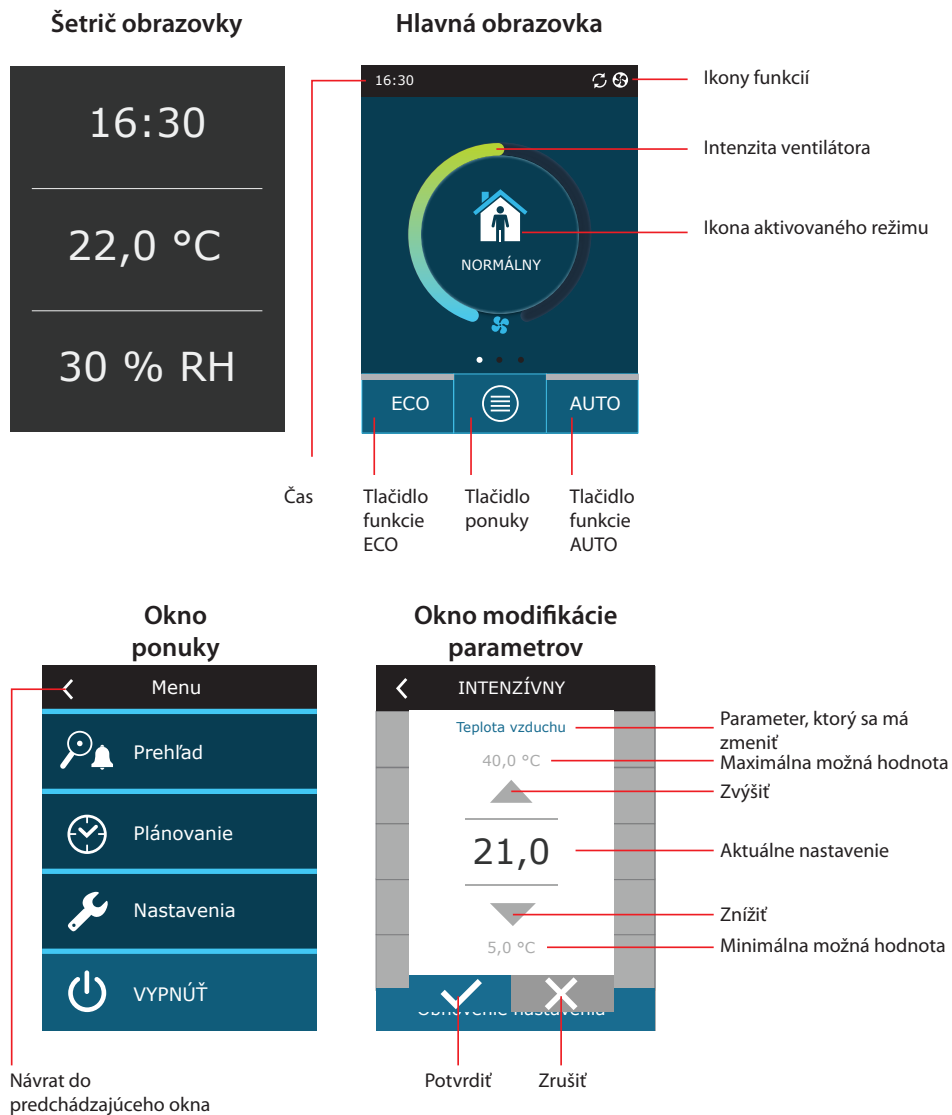 Šetrič obrazovky
Hlavná obrazovka
16:30
22,0 °C
30 % RH
16:30
NORMÁLNY
ECO
AUTO
Ikony funkcií
Intenzita ventilátora
Ikona aktivovaného režimu
Čas
Tlačidlo
funkcie
ECO
Tlačidlo
ponuky
Tlačidlo
funkcie
AUTO
Okno
ponuky
Menu
Prehľad
Plánovanie
Nastavenia
VYPNÚŤ
Návrat do
predchádzajúceho okna
Okno modifikácie
parametrov
INTENZÍVNY
Teplota vzduchu
40,0 °C
21,0
5,0 °C
Obnovenie nastavenia
Parameter, ktorý sa má
zmeniť
Maximálna možná hodnota
Zvýšiť
Aktuálne nastavenie
Znížiť
Minimálna možná hodnota
Potvrdiť
Zrušiť